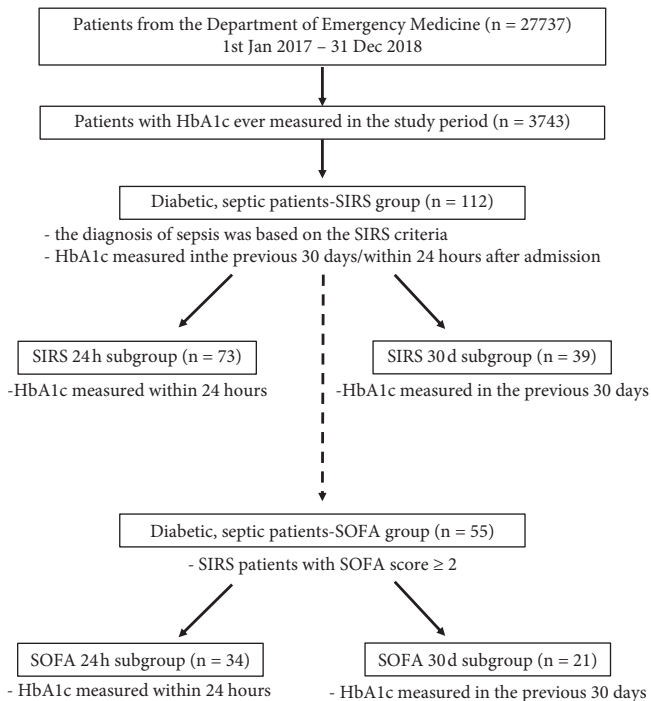 Patients from the Department of Emergency Medicine (n = 27737)
1st Jan 2017 – 31 Dec 2018
Patients with HbA1c ever measured in the study period (n = 3743)
Diabetic, septic patients-SIRS group (n = 112)
- the diagnosis of sepsis was based on the SIRS criteria
- HbA1c measured inthe previous 30 days/within 24 hours after admission
SIRS 24 h subgroup (n = 73)
-HbA1c measured within 24 hours
SIRS 30 d subgroup (n = 39)
-HbA1c measured in the previous 30 days
Diabetic, septic patients-SOFA group (n = 55)
- SIRS patients with SOFA score ≥ 2
SOFA 24h subgroup (n = 34)
- HbA1c measured within 24 hours
SOFA 30 d subgroup (n = 21)
- HbA1c measured in the previous 30 days